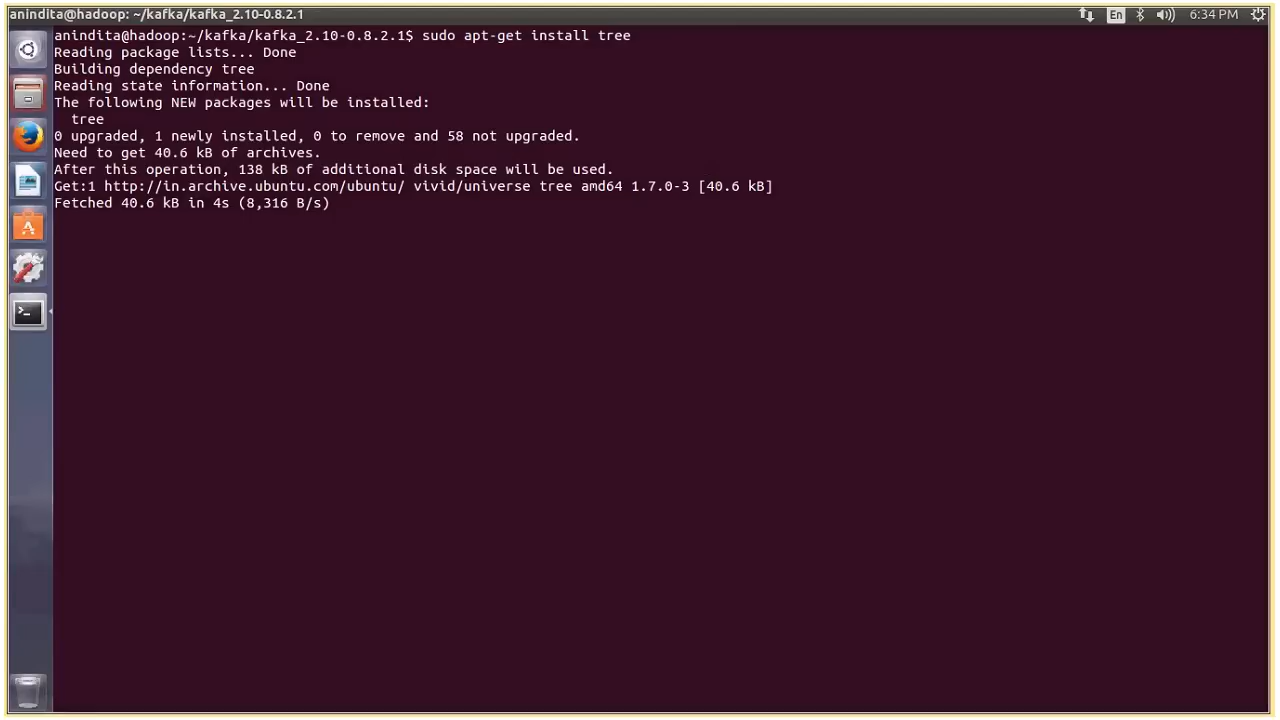 anindita@hadoop: ~/kafka/kafka_2.10-0.8.2.1
En
6:34 PM
anindita@hadoop:~/kafka/kafka_2.10-0.8.2.1$ sudo apt-get install tree
Reading package lists... Done
Building dependency tree
Reading state information... Done
The following NEW packages will be installed:
  tree
0 upgraded, 1 newly installed, 0 to remove and 58 not upgraded.
Need to get 40.6 kB of archives.
After this operation, 138 kB of additional disk space will be used.
Get:1 http://in.archive.ubuntu.com/ubuntu/ vivid/universe tree amd64 1.7.0-3 [40.6 kB]
Fetched 40.6 kB in 4s (8,316 B/s)